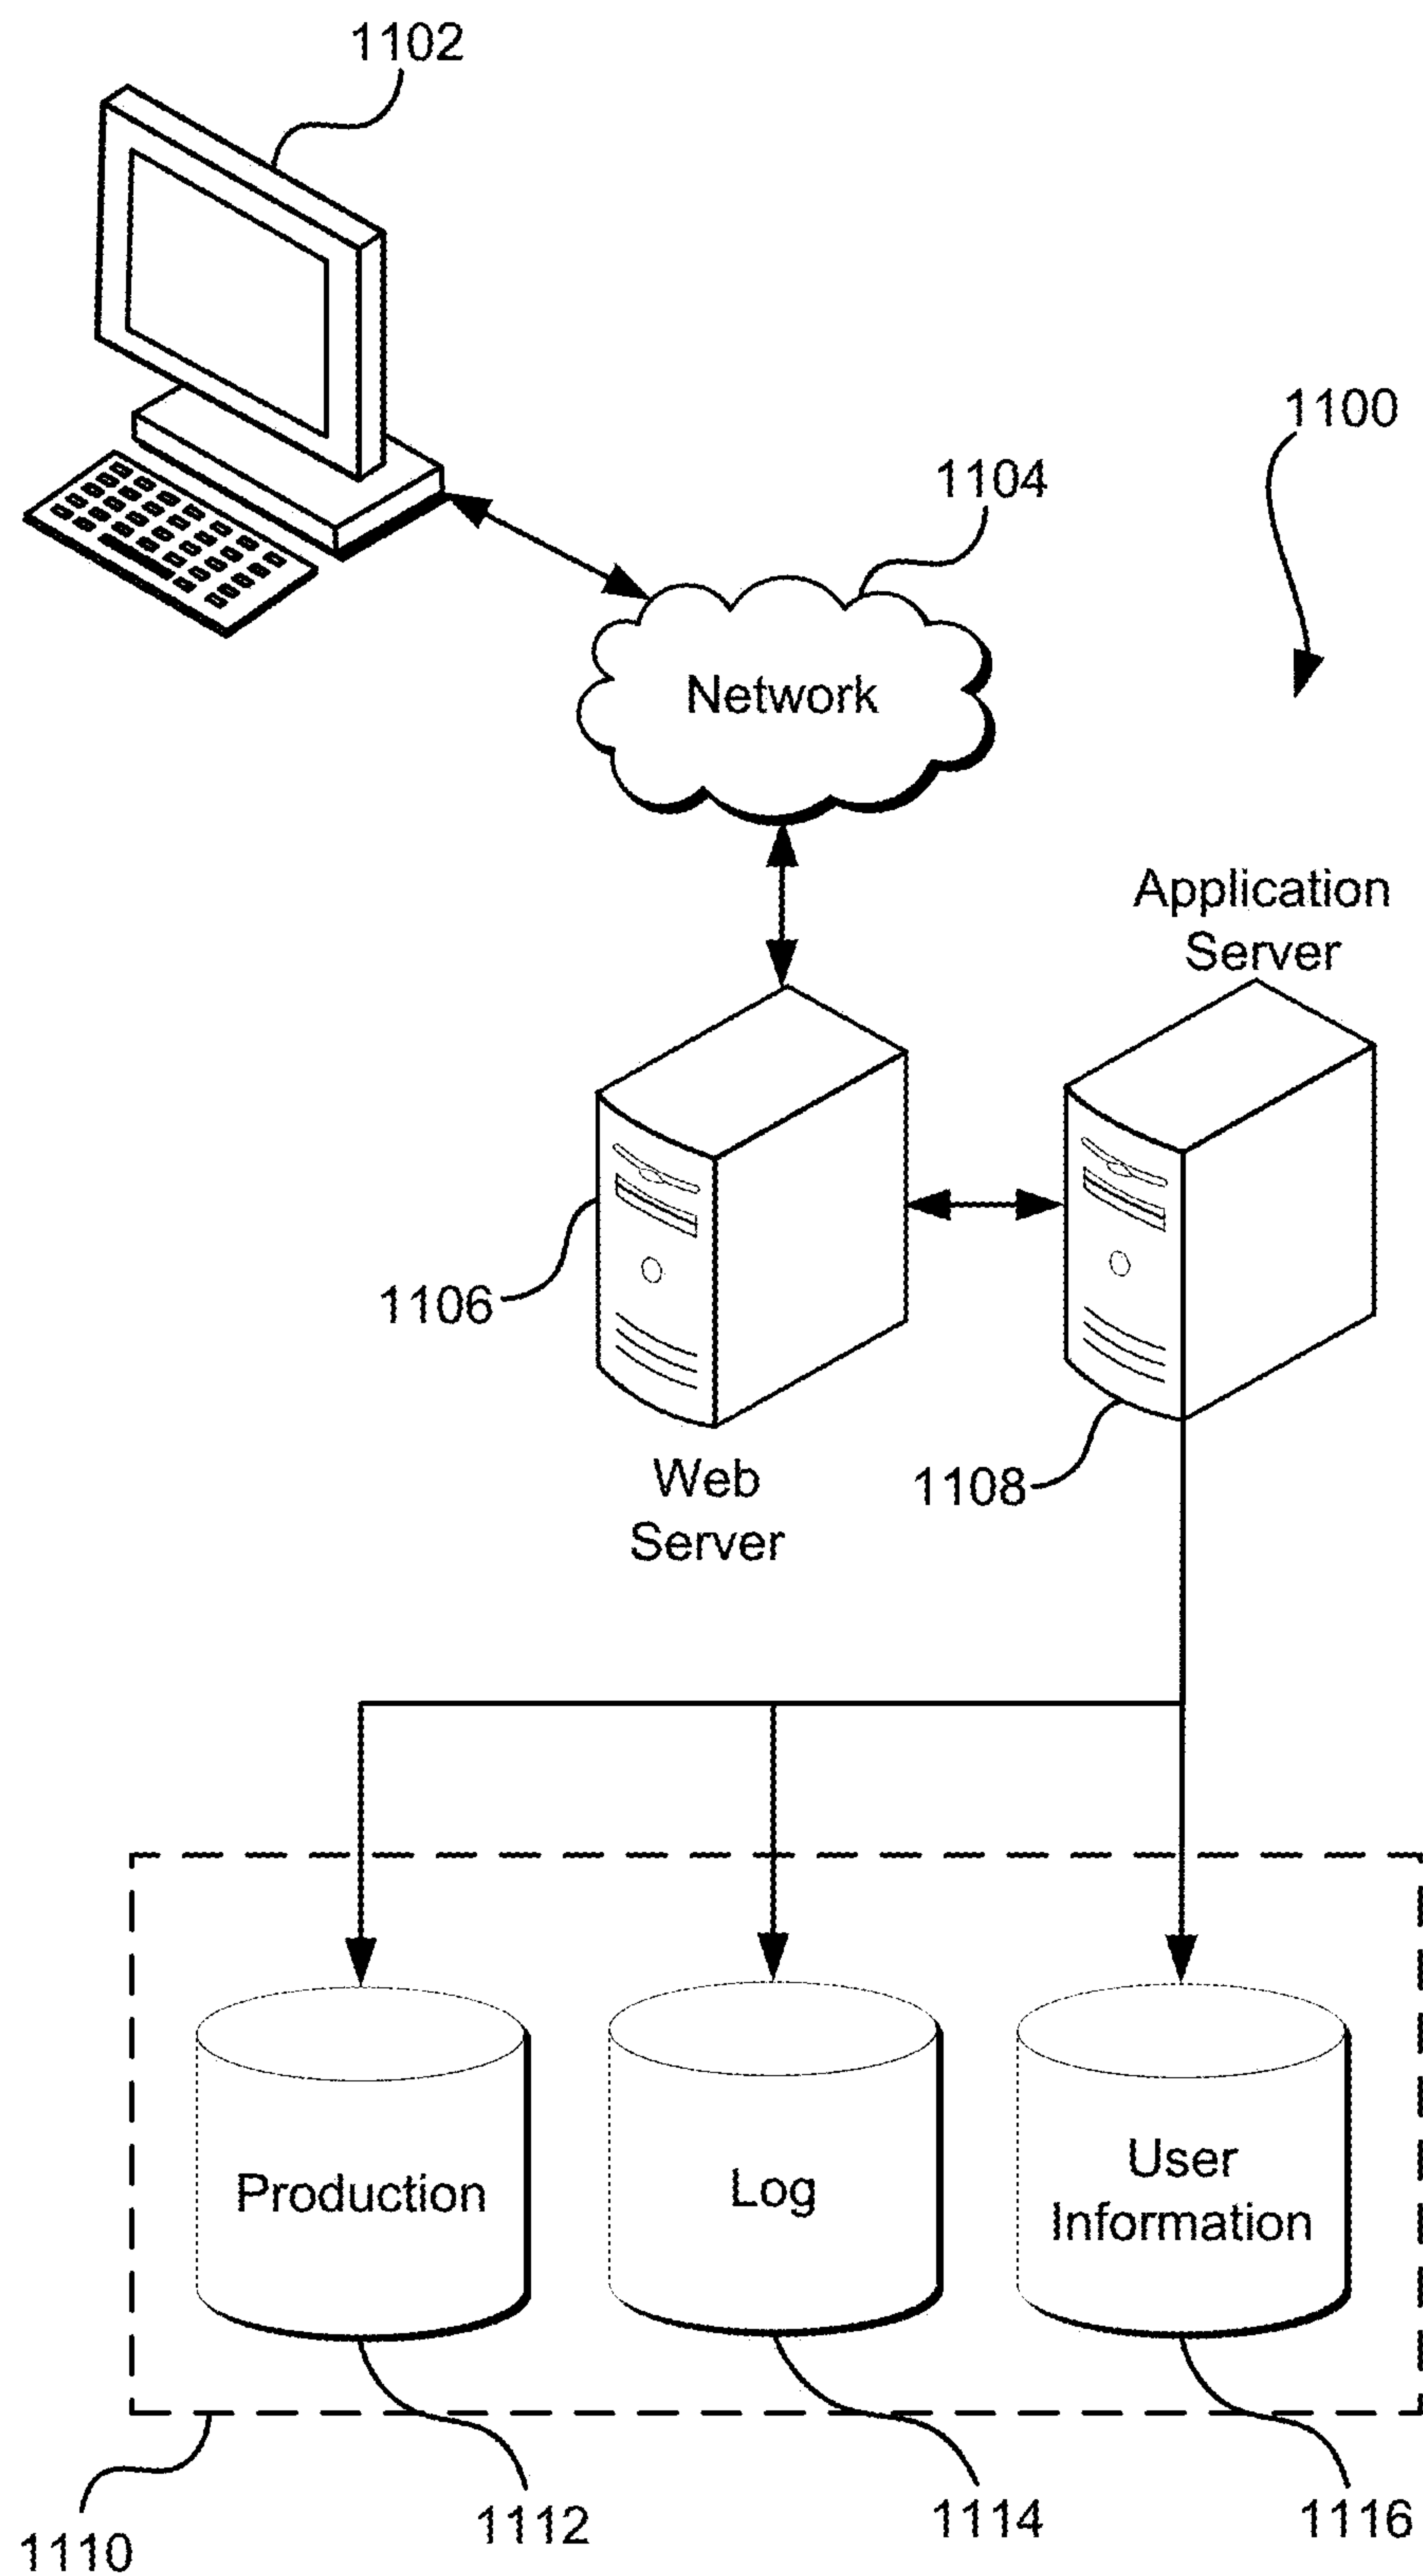 1102
1100
1104
Network
Application
Server
1106
Web
Server
1108
Production
Log
User
Information
1110
1112
1114
1116